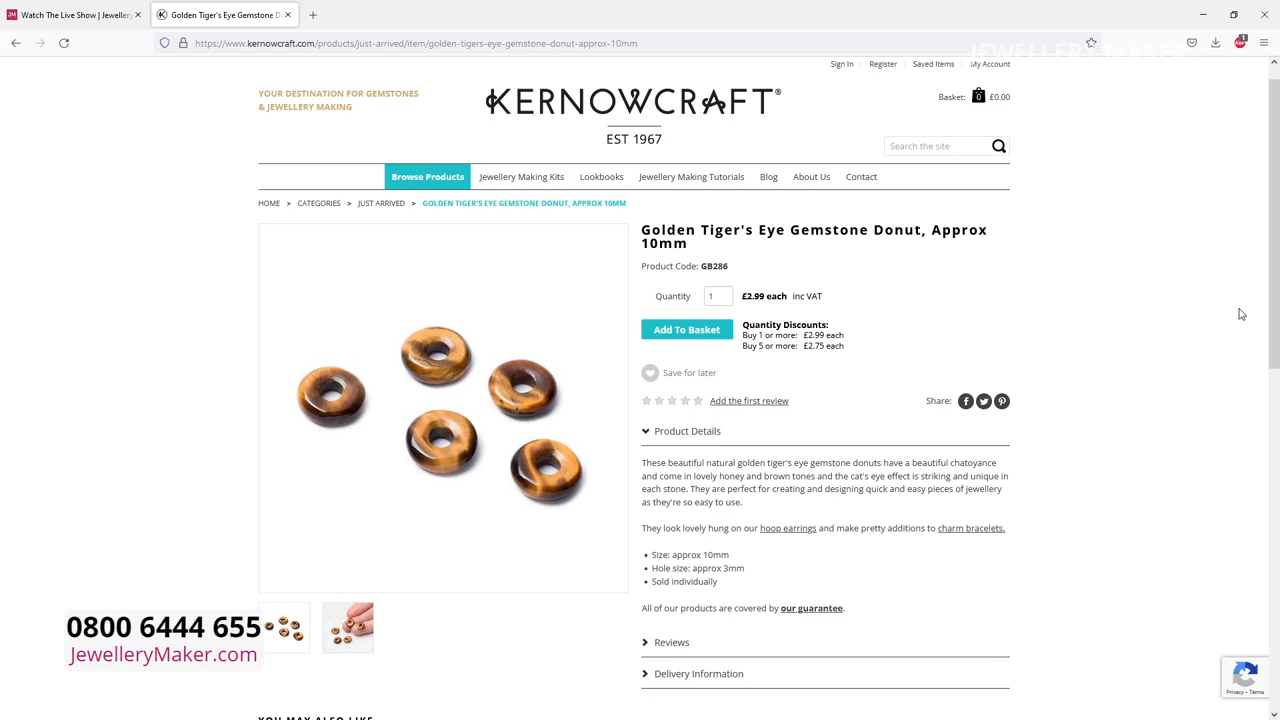 Watch The Live Show | Jeweller
Golden Tiger's Eye Gemstone D
https://www.kernowcraft.com/products/just-arrived/item/golden-tigers-eye-gemstone-donut-approx-10mm
JEWELLERY MAKER
Sign In Register Saved Items My Account
YOUR DESTINATION FOR GEMSTONES
& JEWELLERY MAKING
KERNOWCRAFT®
EST 1967
Basket: 0 £0.00
Search the site
Browse Products Jewellery Making Kits Lookbooks Jewellery Making Tutorials Blog About Us Contact
HOME > CATEGORIES > JUST ARRIVED > GOLDEN TIGER'S EYE GEMSTONE DONUT, APPROX 10MM
Golden Tiger's Eye Gemstone Donut, Approx
10mm
Product Code: GB286
Quantity 1 £2.99 each inc VAT
Add To Basket
Quantity Discounts:
Buy 1 or more: £2.99 each
Buy 5 or more: £2.75 each
Save for later
Add the first review
Share:
Product Details
These beautiful natural golden tiger's eye gemstone donuts have a beautiful chatoyance
and come in lovely honey and brown tones and the cat's eye effect is striking and unique in
each stone. They are perfect for creating and designing quick and easy pieces of jewellery
as they're so easy to use.
They look lovely hung on our hoop earrings and make pretty additions to charm bracelets.
• Size: approx 10mm
• Hole size: approx 3mm
• Sold individually
All of our products are covered by our guarantee.
Reviews
Delivery Information
0800 6444 655
JewelleryMaker.com
Privacy - Terms
YOU MAY ALSO LIKE